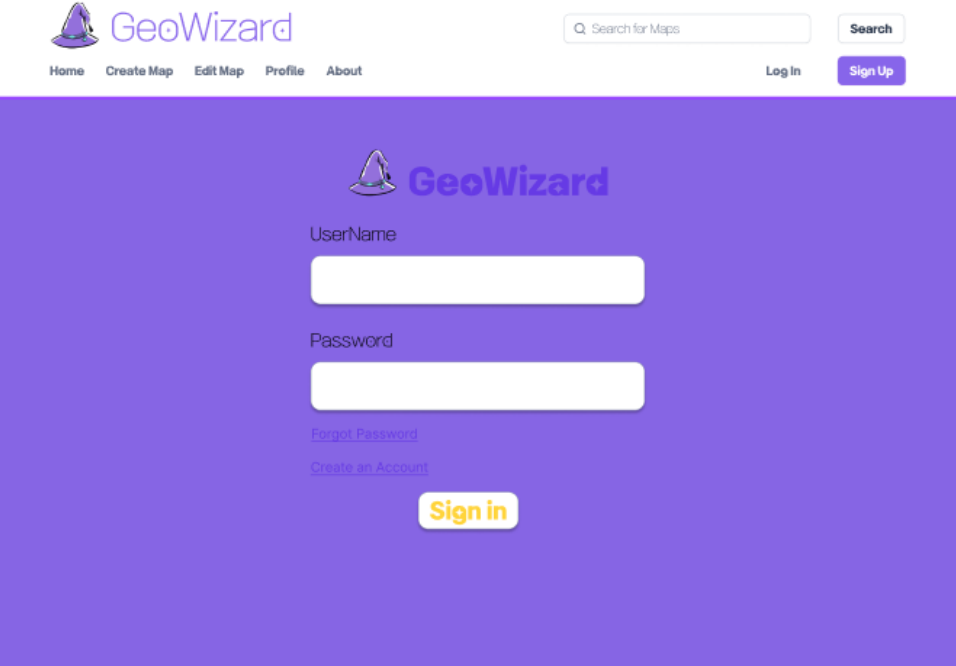 GeoWizard
Search for Maps
Search
Home Create Map Edit Map Profile About
Log In
Sign Up
GeoWizard
UserName
Password
Forgot Password
Create an Account
Sign in